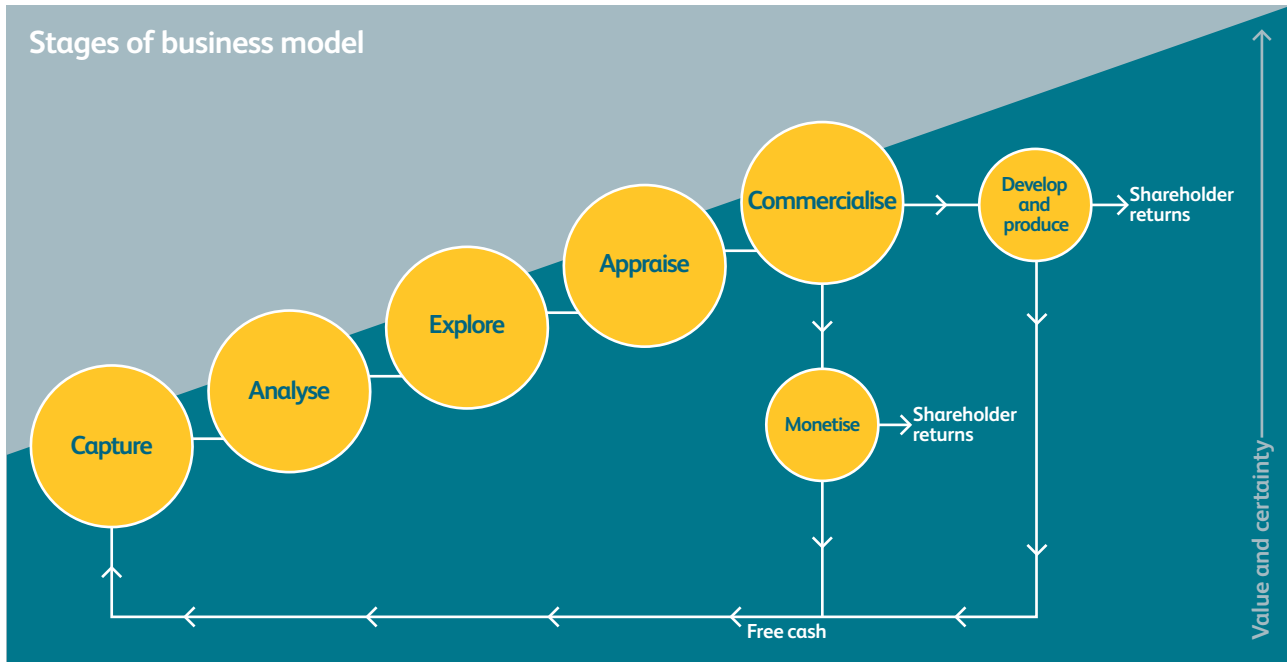 Stages of business model
Capture
Analyse
Explore
Appraise
Commercialise
Develop
and
produce
Shareholder
returns
Monetise
Shareholder
returns
Free cash
Value and certainty